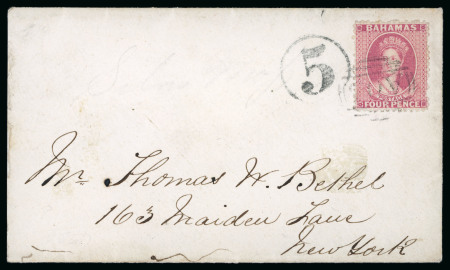 BAHAMAS
5
FOUR PENCE
Mr. Thomas W. Bethel
163 Maiden Lane
New York